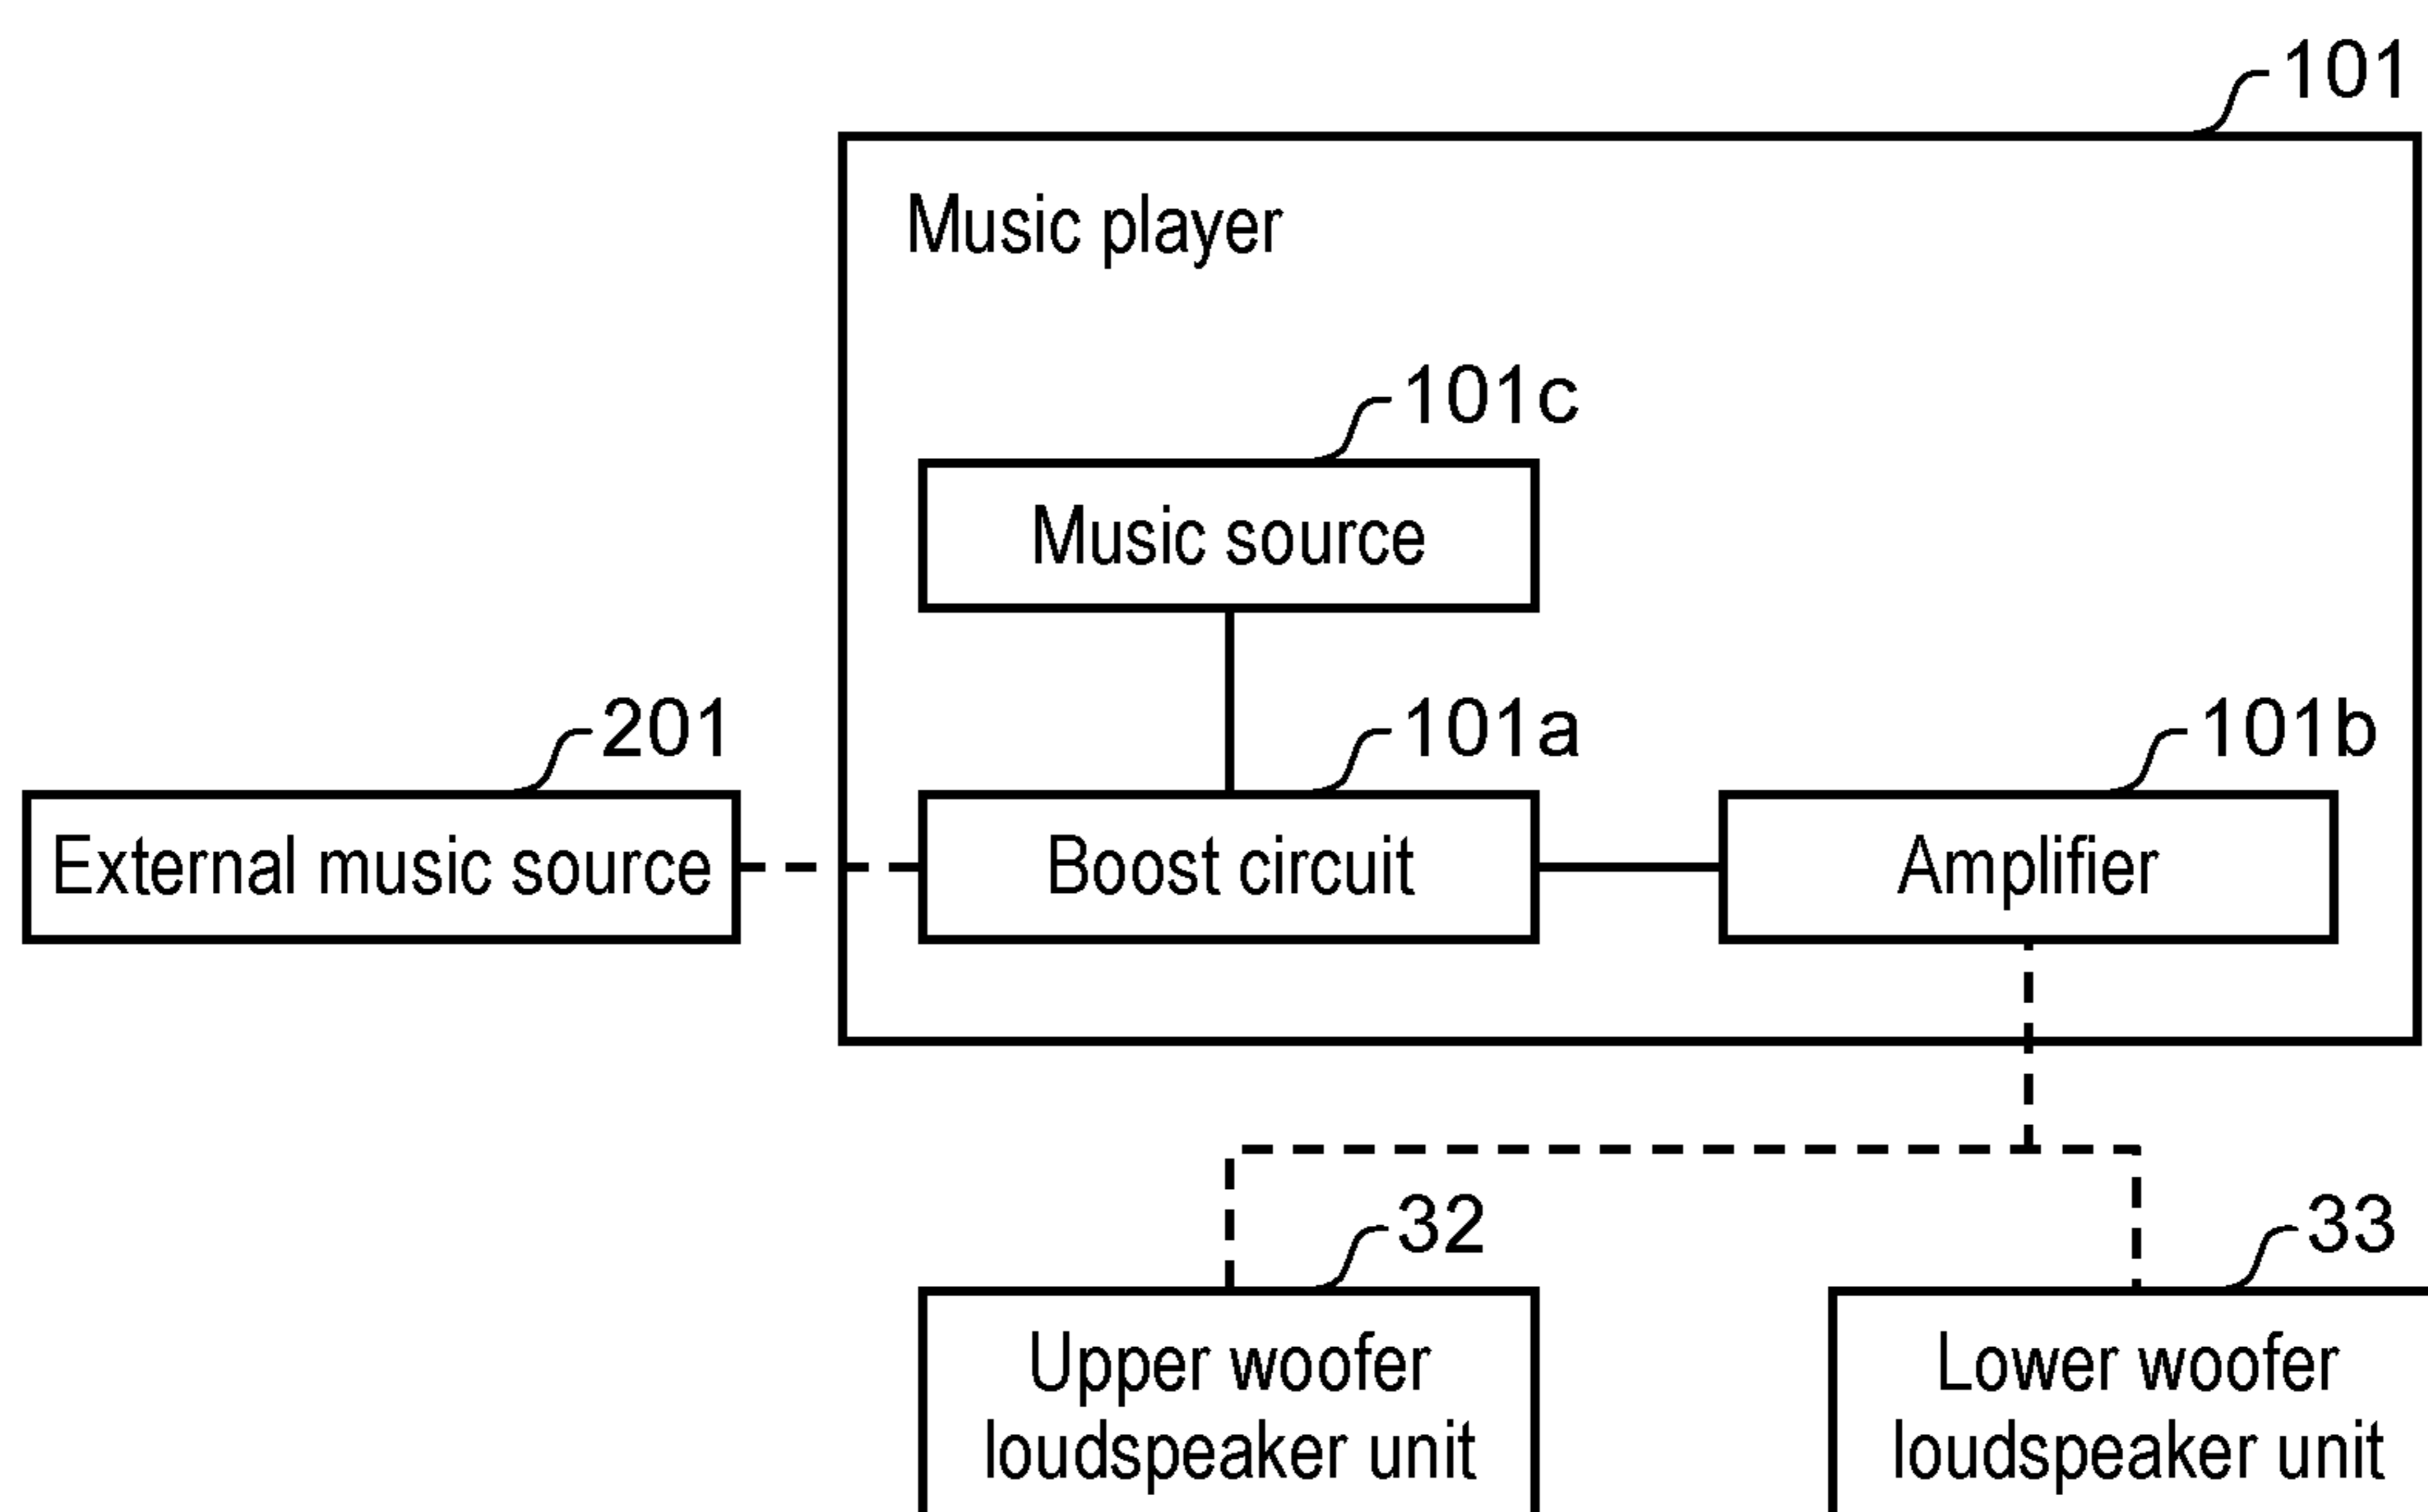 101
Music player
101c
Music source
201
101a
101b
External music source
Boost circuit
Amplifier
32
33
Upper woofer
loudspeaker unit
Lower woofer
loudspeaker unit